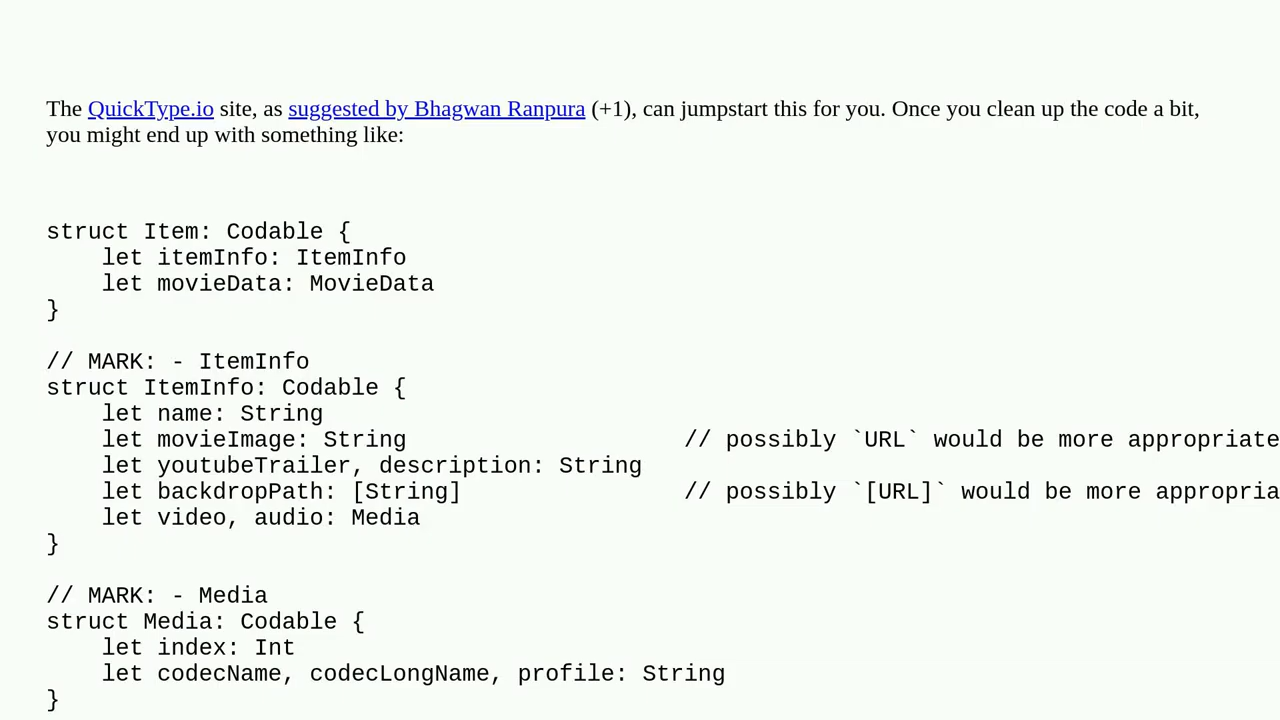 The QuickType.io site, as suggested by Bhagwan Ranpura (+1), can jumpstart this for you. Once you clean up the code a bit,
you might end up with something like:
struct Item: Codable {
    let itemInfo: ItemInfo
    let movieData: MovieData
}
// MARK: - ItemInfo
struct ItemInfo: Codable {
    let name: String
    let movieImage: String                    // possibly `URL` would be more appropriate
    let youtubeTrailer, description: String
    let backdropPath: [String]                // possibly `[URL]` would be more appropria
    let video, audio: Media
}
// MARK: - Media
struct Media: Codable {
    let index: Int
    let codecName, codecLongName, profile: String
}